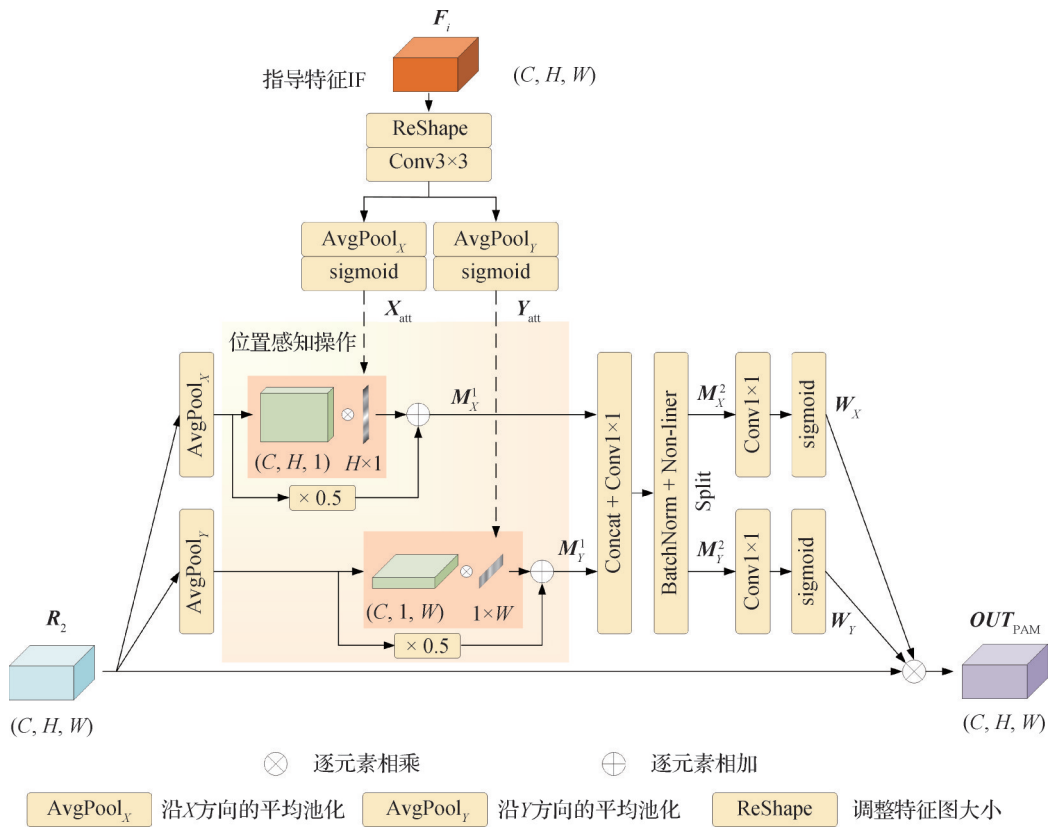 F_i
指导特征IF
(C, H, W)
ReShape
Conv3×3
AvgPool_X
sigmoid
AvgPool_Y
sigmoid
X_att
Y_att
位置感知操作
AvgPool_X
(C, H, 1)
H×1
× 0.5
M_X^1
AvgPool_Y
(C, 1, W)
1×W
× 0.5
M_Y^1
Concat + Conv1×1
BatchNorm + Non-liner
Split
M_X^2
Conv1×1
sigmoid
W_X
M_Y^2
Conv1×1
sigmoid
W_Y
R_2
(C, H, W)
OUT_PAM
(C, H, W)
逐元素相乘
逐元素相加
AvgPool_X
沿X方向的平均池化
AvgPool_Y
沿Y方向的平均池化
ReShape
调整特征图大小